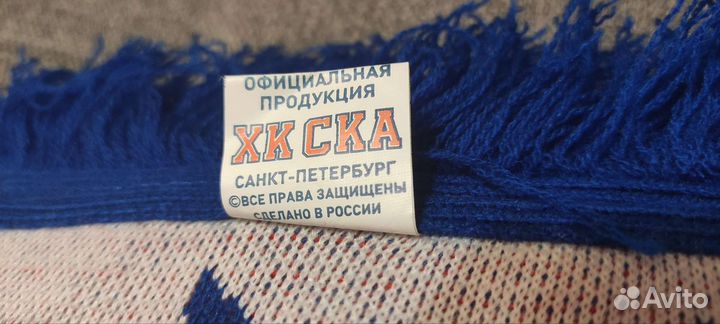 ОФИЦИАЛЬНАЯ
ПРОДУКЦИЯ
ХК СКА
САНКТ-ПЕТЕРБУРГ
©ВСЕ ПРАВА ЗАЩИЩЕНЫ
СДЕЛАНО В РОССИИ
Avito